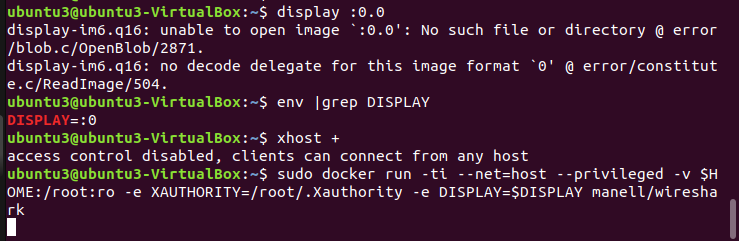 ubuntu3@ubuntu3-VirtualBox:~$ display :0.0
display-im6.q16: unable to open image `:0.0': No such file or directory @ error
/blob.c/OpenBlob/2871.
display-im6.q16: no decode delegate for this image format `0' @ error/constitut
e.c/ReadImage/504.
ubuntu3@ubuntu3-VirtualBox:~$ env |grep DISPLAY
DISPLAY=:0
ubuntu3@ubuntu3-VirtualBox:~$ xhost +
access control disabled, clients can connect from any host
ubuntu3@ubuntu3-VirtualBox:~$ sudo docker run -ti --net=host --privileged -v $H
OME:/root:ro -e XAUTHORITY=/root/.Xauthority -e DISPLAY=$DISPLAY manell/wiresha
rk